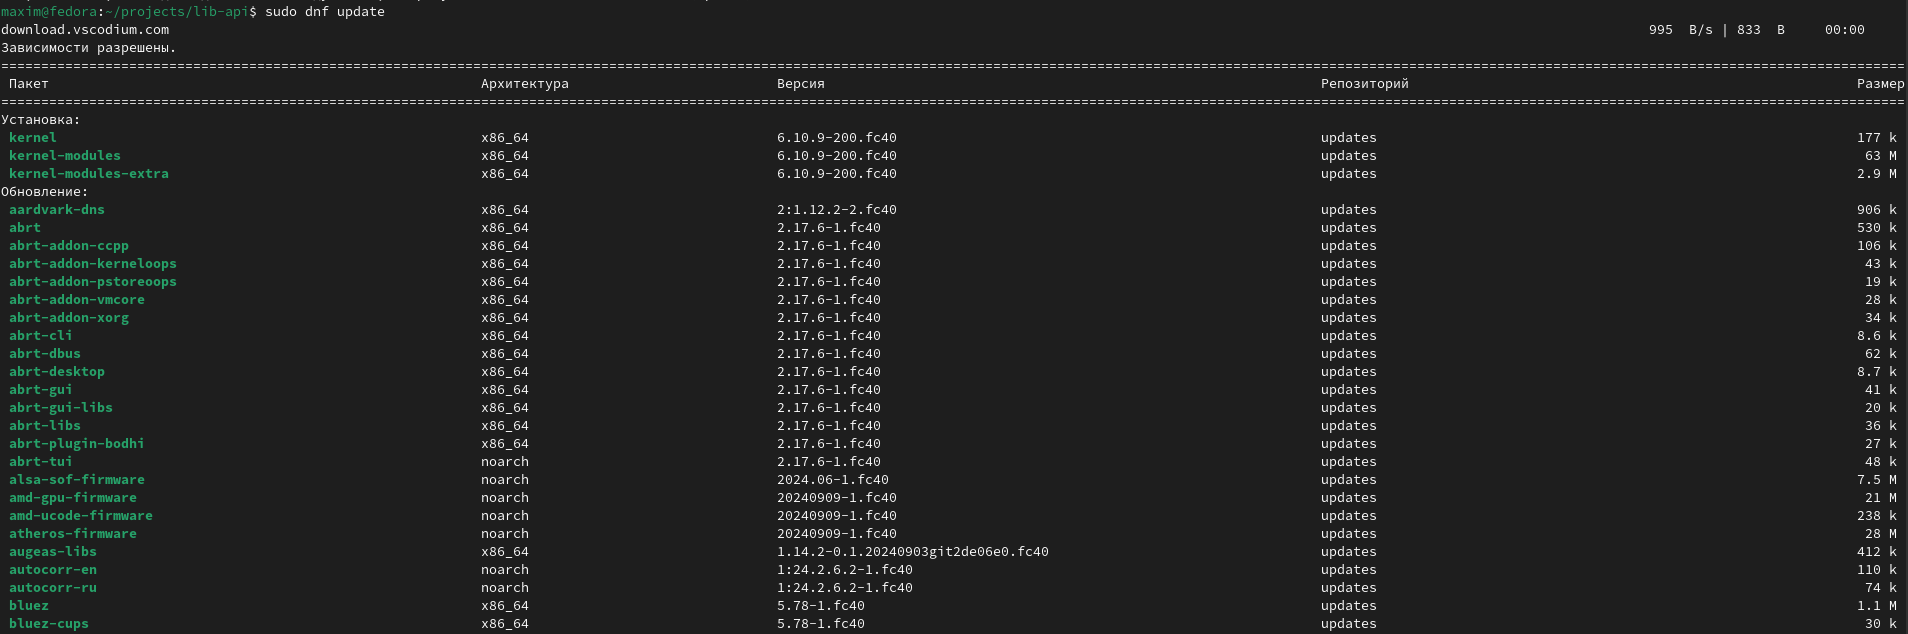 maxim@fedora:~/projects/lib-api$ sudo dnf update
download.vscodium.com 995 B/s | 833 B 00:00
Зависимости разрешены.
Пакет Архитектура Версия Репозиторий Размер
Установка:
kernel x86_64 6.10.9-200.fc40 updates 177 k
kernel-modules x86_64 6.10.9-200.fc40 updates 63 M
kernel-modules-extra x86_64 6.10.9-200.fc40 updates 2.9 M
Обновление:
aardvark-dns x86_64 2:1.12.2-2.fc40 updates 906 k
abrt x86_64 2.17.6-1.fc40 updates 530 k
abrt-addon-ccpp x86_64 2.17.6-1.fc40 updates 106 k
abrt-addon-kerneloops x86_64 2.17.6-1.fc40 updates 43 k
abrt-addon-pstoreoops x86_64 2.17.6-1.fc40 updates 19 k
abrt-addon-vmcore x86_64 2.17.6-1.fc40 updates 28 k
abrt-addon-xorg x86_64 2.17.6-1.fc40 updates 34 k
abrt-cli x86_64 2.17.6-1.fc40 updates 8.6 k
abrt-dbus x86_64 2.17.6-1.fc40 updates 62 k
abrt-desktop x86_64 2.17.6-1.fc40 updates 8.7 k
abrt-gui x86_64 2.17.6-1.fc40 updates 41 k
abrt-gui-libs x86_64 2.17.6-1.fc40 updates 20 k
abrt-libs x86_64 2.17.6-1.fc40 updates 36 k
abrt-plugin-bodhi x86_64 2.17.6-1.fc40 updates 27 k
abrt-tui noarch 2.17.6-1.fc40 updates 48 k
alsa-sof-firmware noarch 2024.06-1.fc40 updates 7.5 M
amd-gpu-firmware noarch 20240909-1.fc40 updates 21 M
amd-ucode-firmware noarch 20240909-1.fc40 updates 238 k
atheros-firmware noarch 20240909-1.fc40 updates 28 M
augeas-libs x86_64 1.14.2-0.1.20240903git2de06e0.fc40 updates 412 k
autocorr-en noarch 1:24.2.6.2-1.fc40 updates 110 k
autocorr-ru noarch 1:24.2.6.2-1.fc40 updates 74 k
bluez x86_64 5.78-1.fc40 updates 1.1 M
bluez-cups x86_64 5.78-1.fc40 updates 30 k